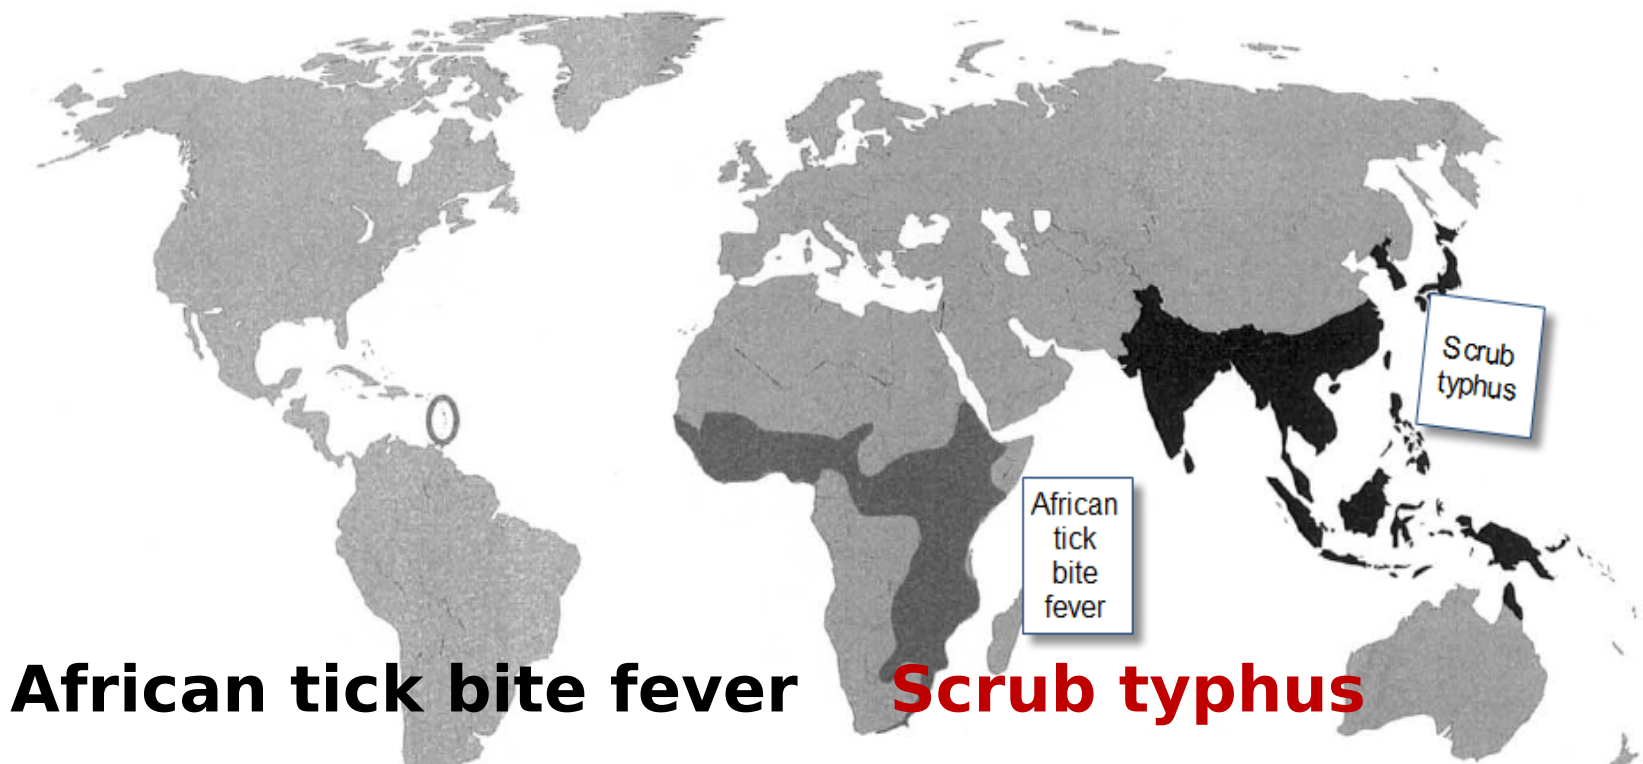 Scrub
typhus
African
tick
bite
fever
African tick bite fever Scrub typhus